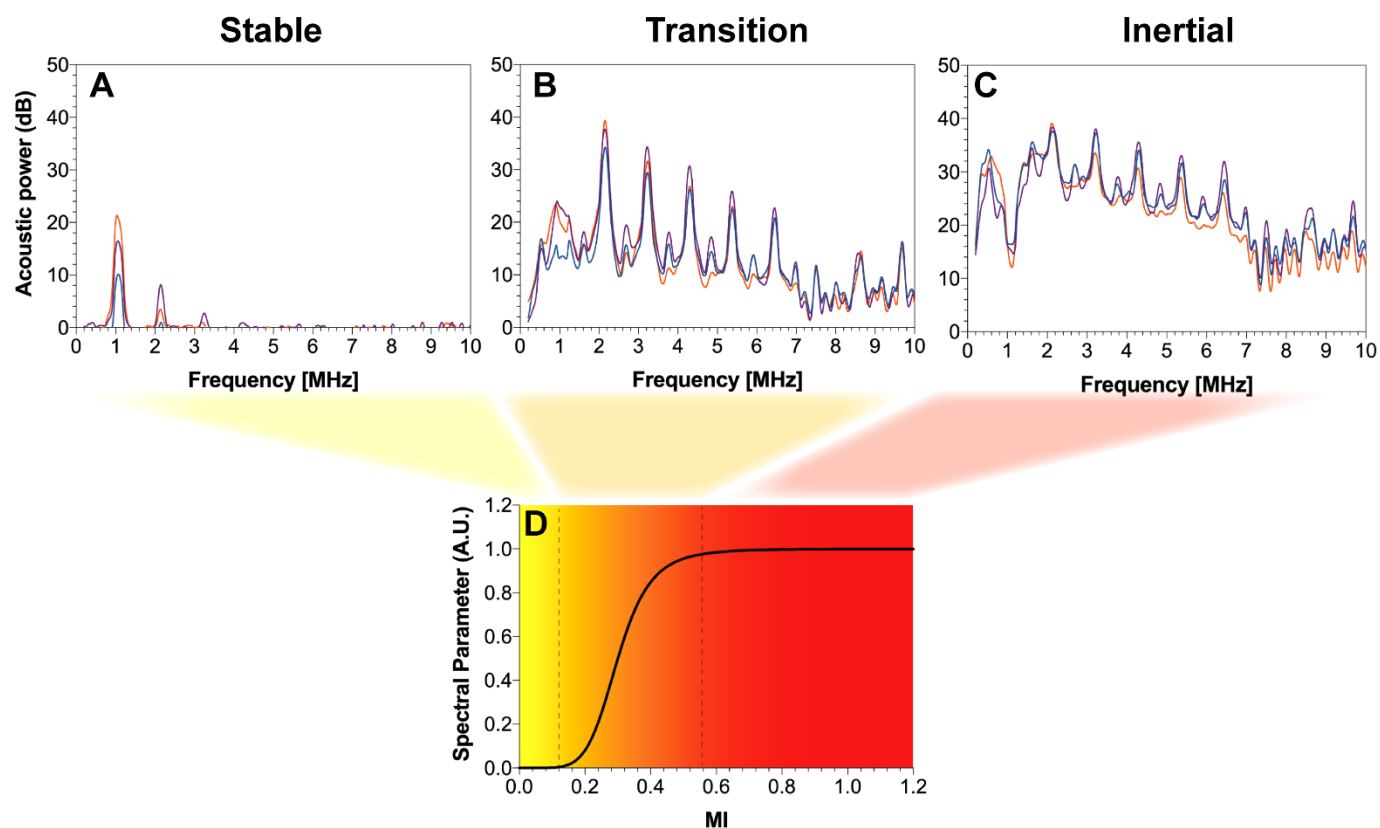 Stable Transition Inertial
A B C
50 50 50
40 40 40
30 30 30
20 20 20
10 10 10
0 0 0
0 1 2 3 4 5 6 7 8 9 10 0 1 2 3 4 5 6 7 8 9 10 0 1 2 3 4 5 6 7 8 9 10
Acoustic power (dB)
Frequency [MHz] Frequency [MHz] Frequency [MHz]
D
1.2
1.0
0.8
0.6
0.4
0.2
0.0
Spectral Parameter (A.U.)
0.0 0.2 0.4 0.6 0.8 1.0 1.2
MI